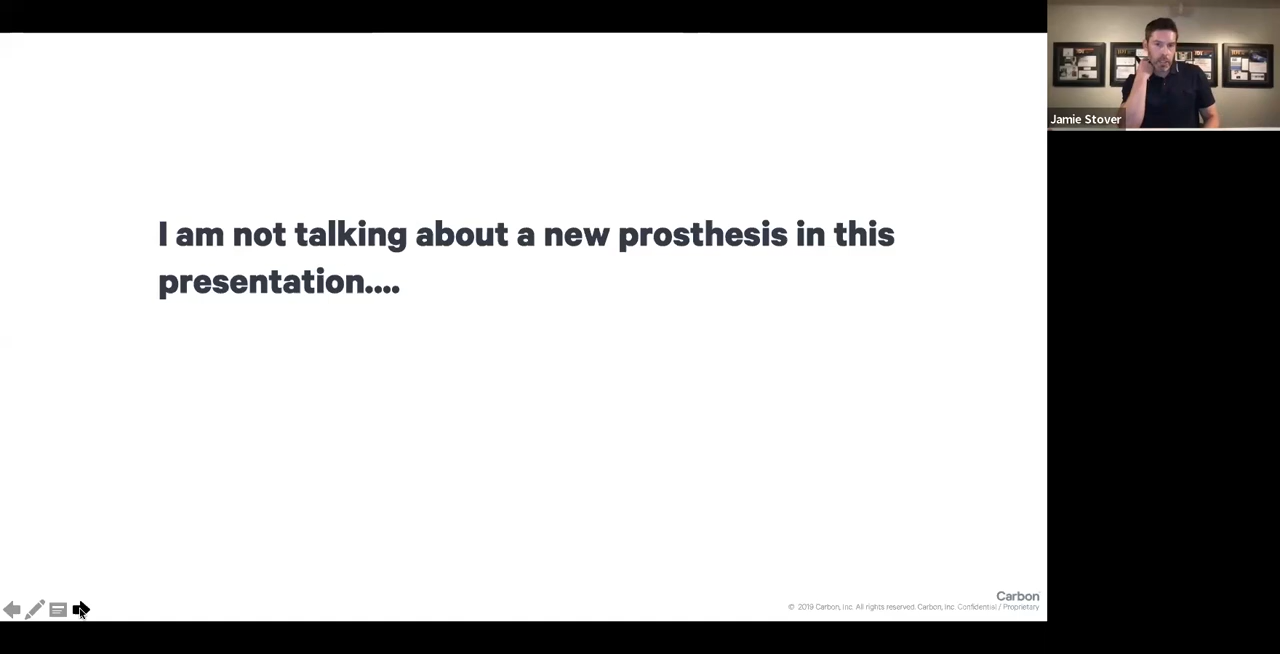 I am not talking about a new prosthesis in this
presentation....
Jamie Stover
Carbon
© 2019 Carbon, Inc. All rights reserved. Carbon, Inc. Confidential / Proprietary